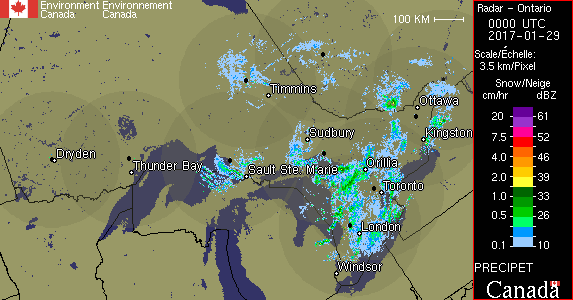 Environment Environnement
Canada Canada
100 KM
Timmins
Ottawa
Sudbury
Kingston
Dryden
Thunder Bay
Orillia
Sault Ste. Marie
Toronto
London
Windsor
Radar - Ontario
0000 UTC
2017-01-29
Scale/Échelle:
3.5 km/Pixel
Snow/Neige
cm/hr dBZ
20 61
7.5 57
5.5 52
4.0 46
2.0 39
1.0 33
0.5 26
0.1 10
PRECIPET
Canada